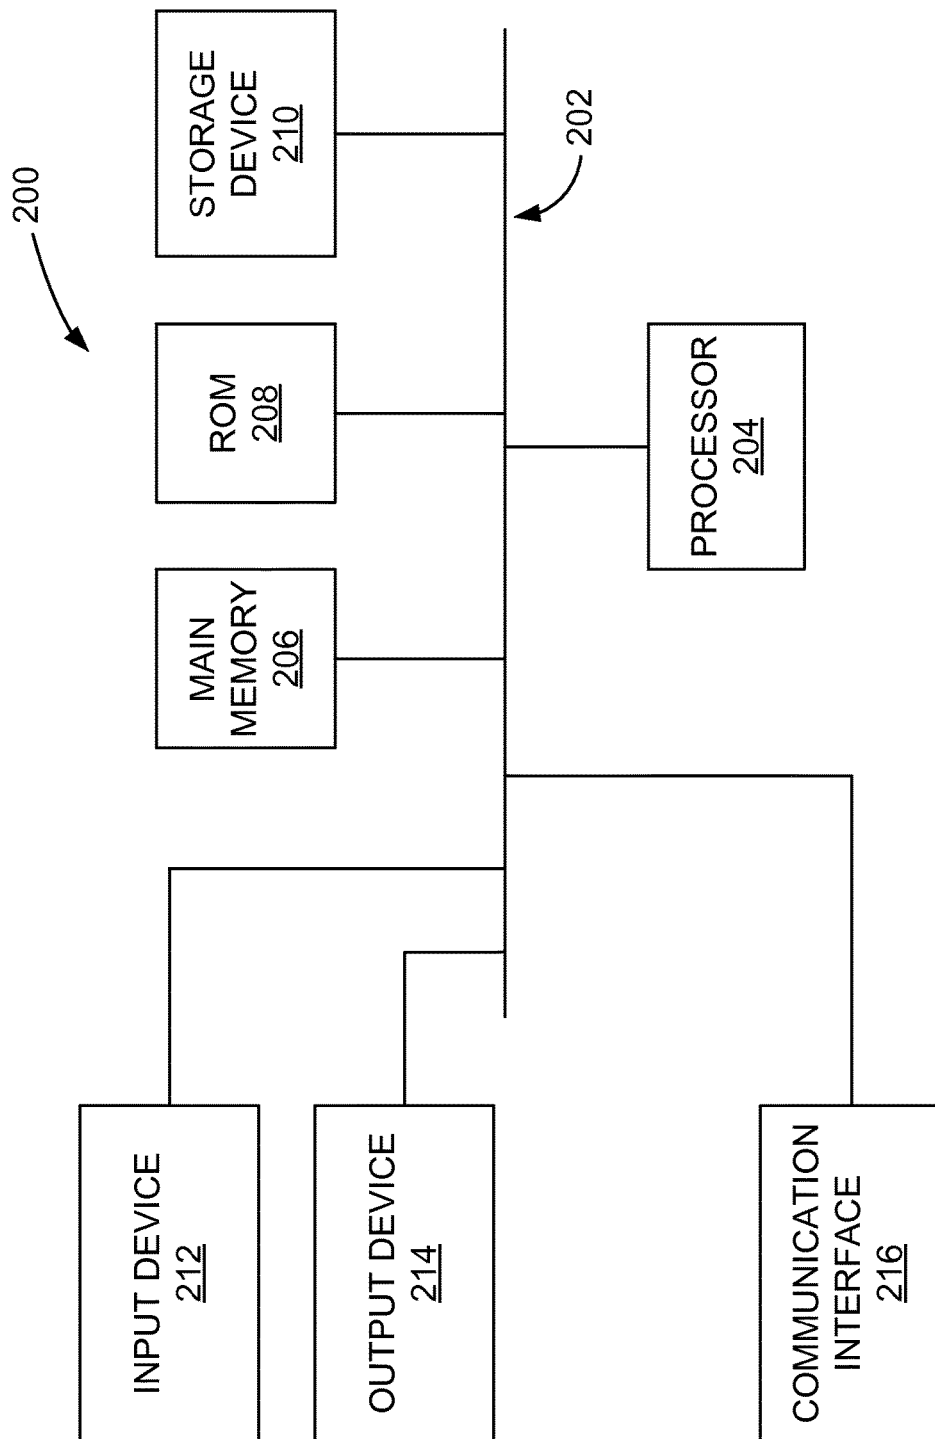 200
INPUT DEVICE
212
MAIN
MEMORY
206
ROM
208
STORAGE
DEVICE
210
OUTPUT DEVICE
214
202
COMMUNICATION
INTERFACE
216
PROCESSOR
204